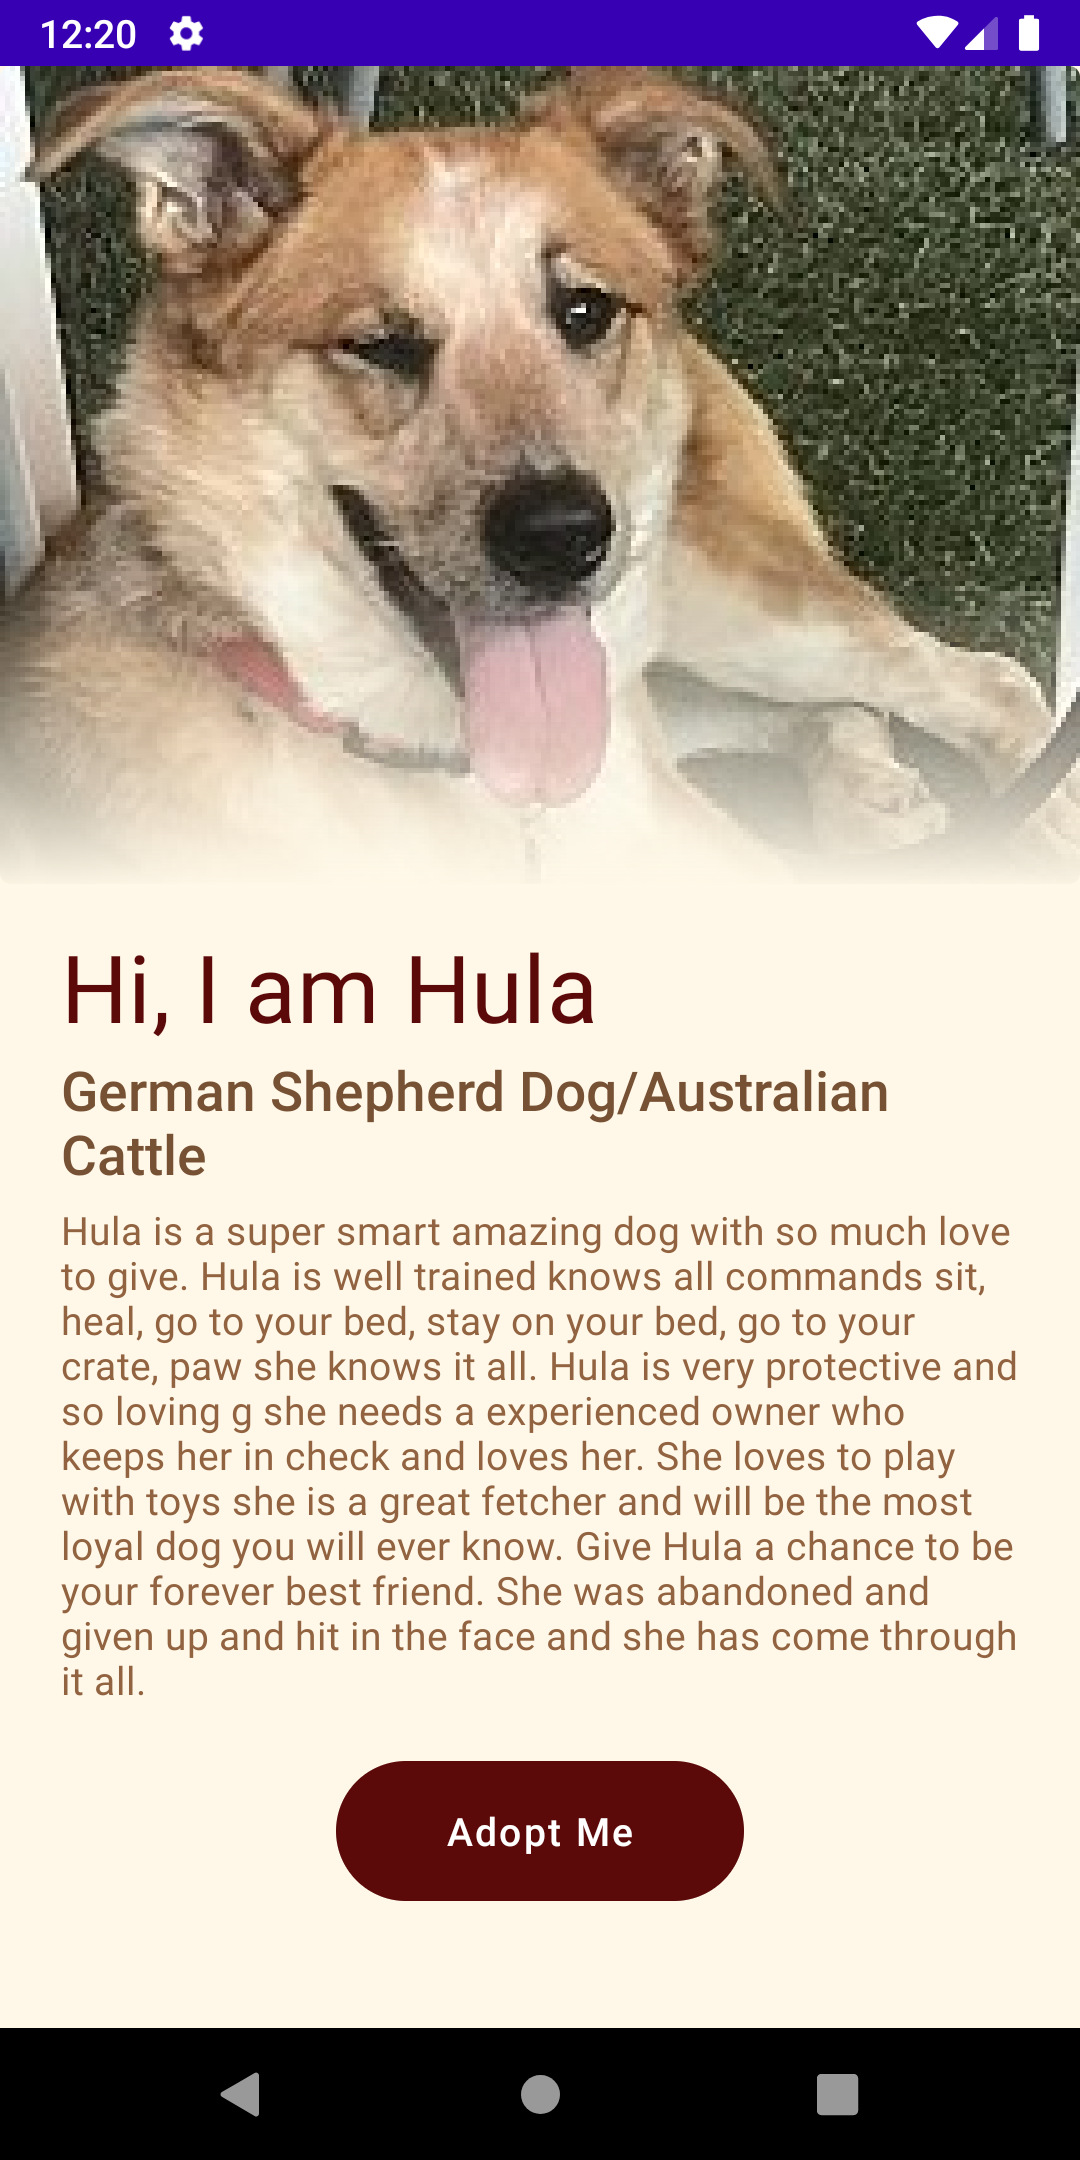 12:20
Hi, I am Hula
German Shepherd Dog/Australian
Cattle
Hula is a super smart amazing dog with so much love
to give. Hula is well trained knows all commands sit,
heal, go to your bed, stay on your bed, go to your
crate, paw she knows it all. Hula is very protective and
so loving g she needs a experienced owner who
keeps her in check and loves her. She loves to play
with toys she is a great fetcher and will be the most
loyal dog you will ever know. Give Hula a chance to be
your forever best friend. She was abandoned and
given up and hit in the face and she has come through
it all.
Adopt Me